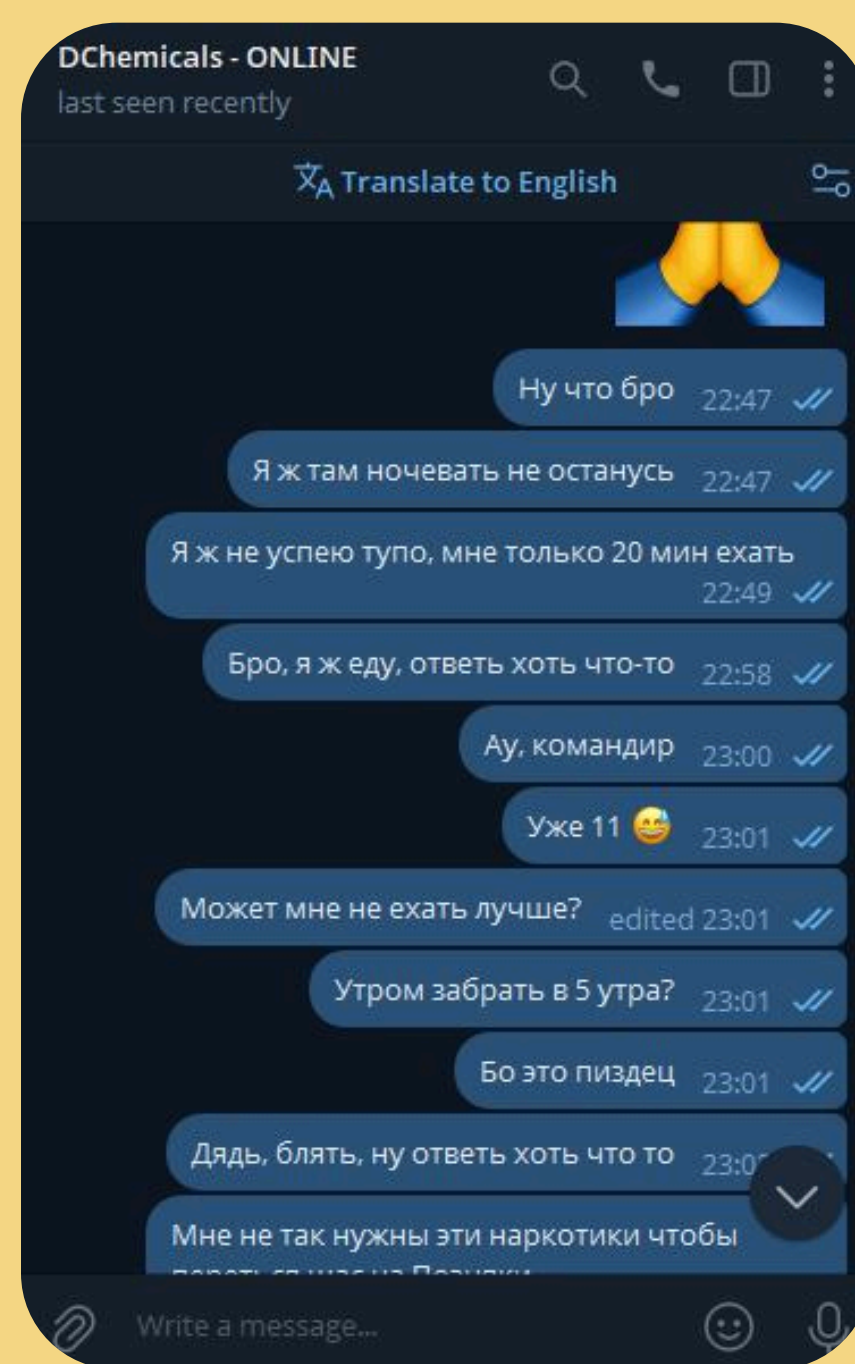 DChemicals - ONLINE
last seen recently
Translate to English
Ну что бро 22:47
Я ж там ночевать не останусь 22:47
Я ж не успею тупо, мне только 20 мин ехать
22:49
Бро, я ж еду, ответь хоть что-то 22:58
Ау, командир 23:00
Уже 11 😅 23:01
Может мне не ехать лучше? edited 23:01
Утром забрать в 5 утра? 23:01
Бо это пиздец 23:01
Дядь, блять, ну ответь хоть что то
Мне не так нужны эти наркотики чтобы
Write a message...